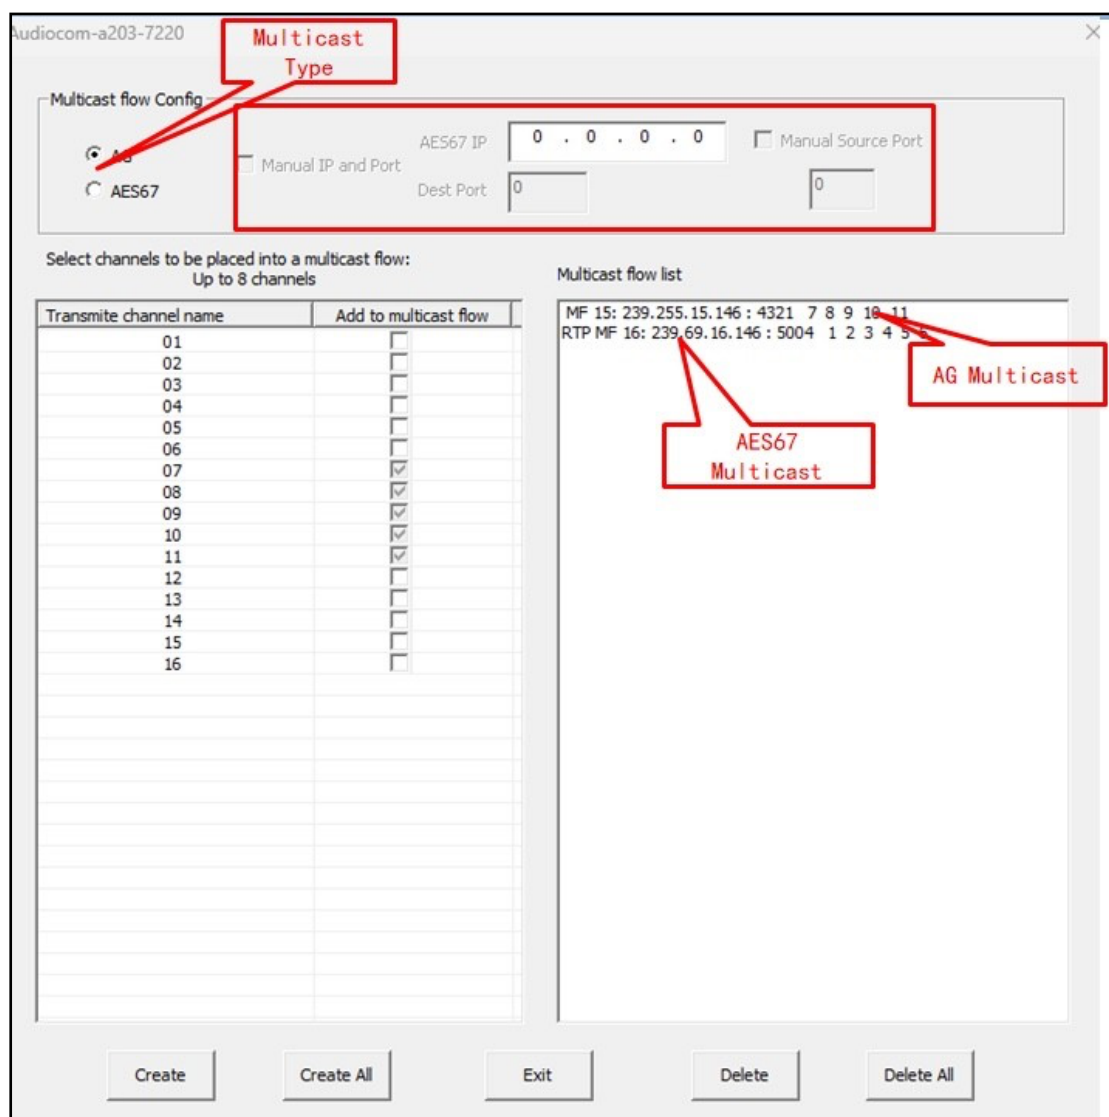 Audiocom-a203-7220
Multicast
Type
Multicast flow Config
AG
AES67
Manual IP and Port
AES67 IP
0 . 0 . 0 . 0
Manual Source Port
Dest Port
0
0
Select channels to be placed into a multicast flow:
Up to 8 channels
Transmite channel name
Add to multicast flow
01
02
03
04
05
06
07
08
09
10
11
12
13
14
15
16
Multicast flow list
MF 15: 239.255.15.146 : 4321 7 8 9 10 11
RTP MF 16: 239.69.16.146 : 5004 1 2 3 4 5 6
AG Multicast
AES67
Multicast
Create
Create All
Exit
Delete
Delete All